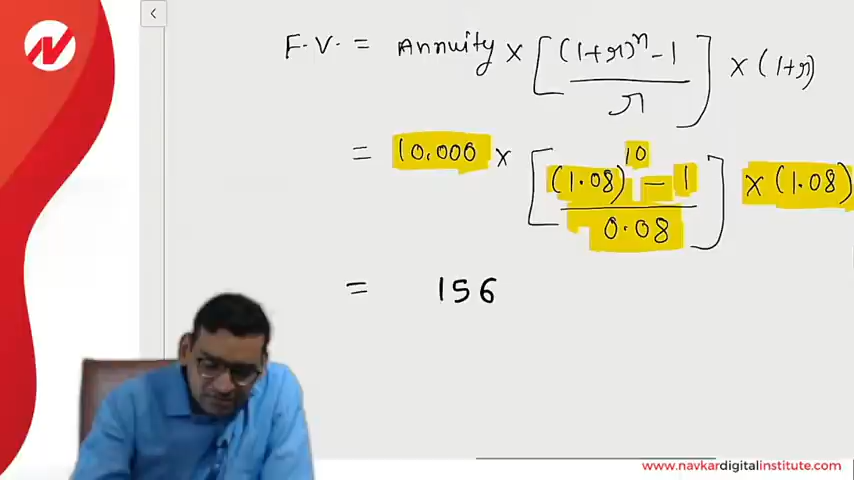 F.V. = Annuity × [ (1+r)^n - 1 / r ] × (1+r)
= 10,000 × [ (1.08)^10 - 1 / 0.08 ] × (1.08)
= 156
www.navkardigitalinstitute.com